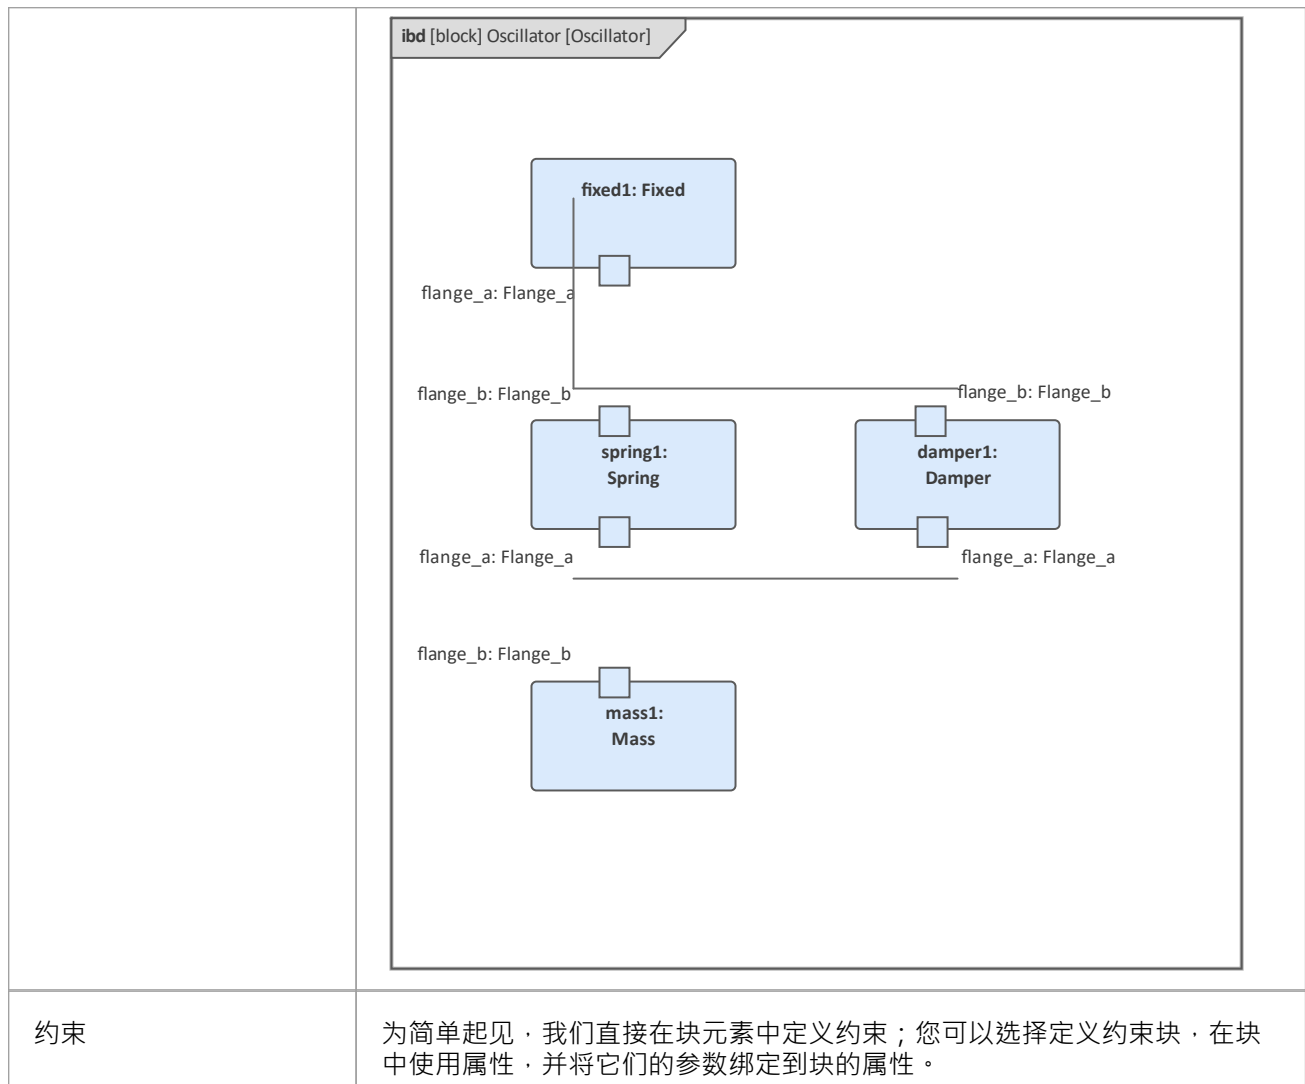 ibd [block] Oscillator [Oscillator]
fixed1: Fixed
flange_a: Flange_a
flange_b: Flange_b
flange_b: Flange_b
spring1:
Spring
damper1:
Damper
flange_a: Flange_a
flange_a: Flange_a
flange_b: Flange_b
mass1:
Mass
约束
为简单起见，我们直接在块元素中定义约束；您可以选择定义约束块，在块
中使用属性，并将它们的参数绑定到块的属性。